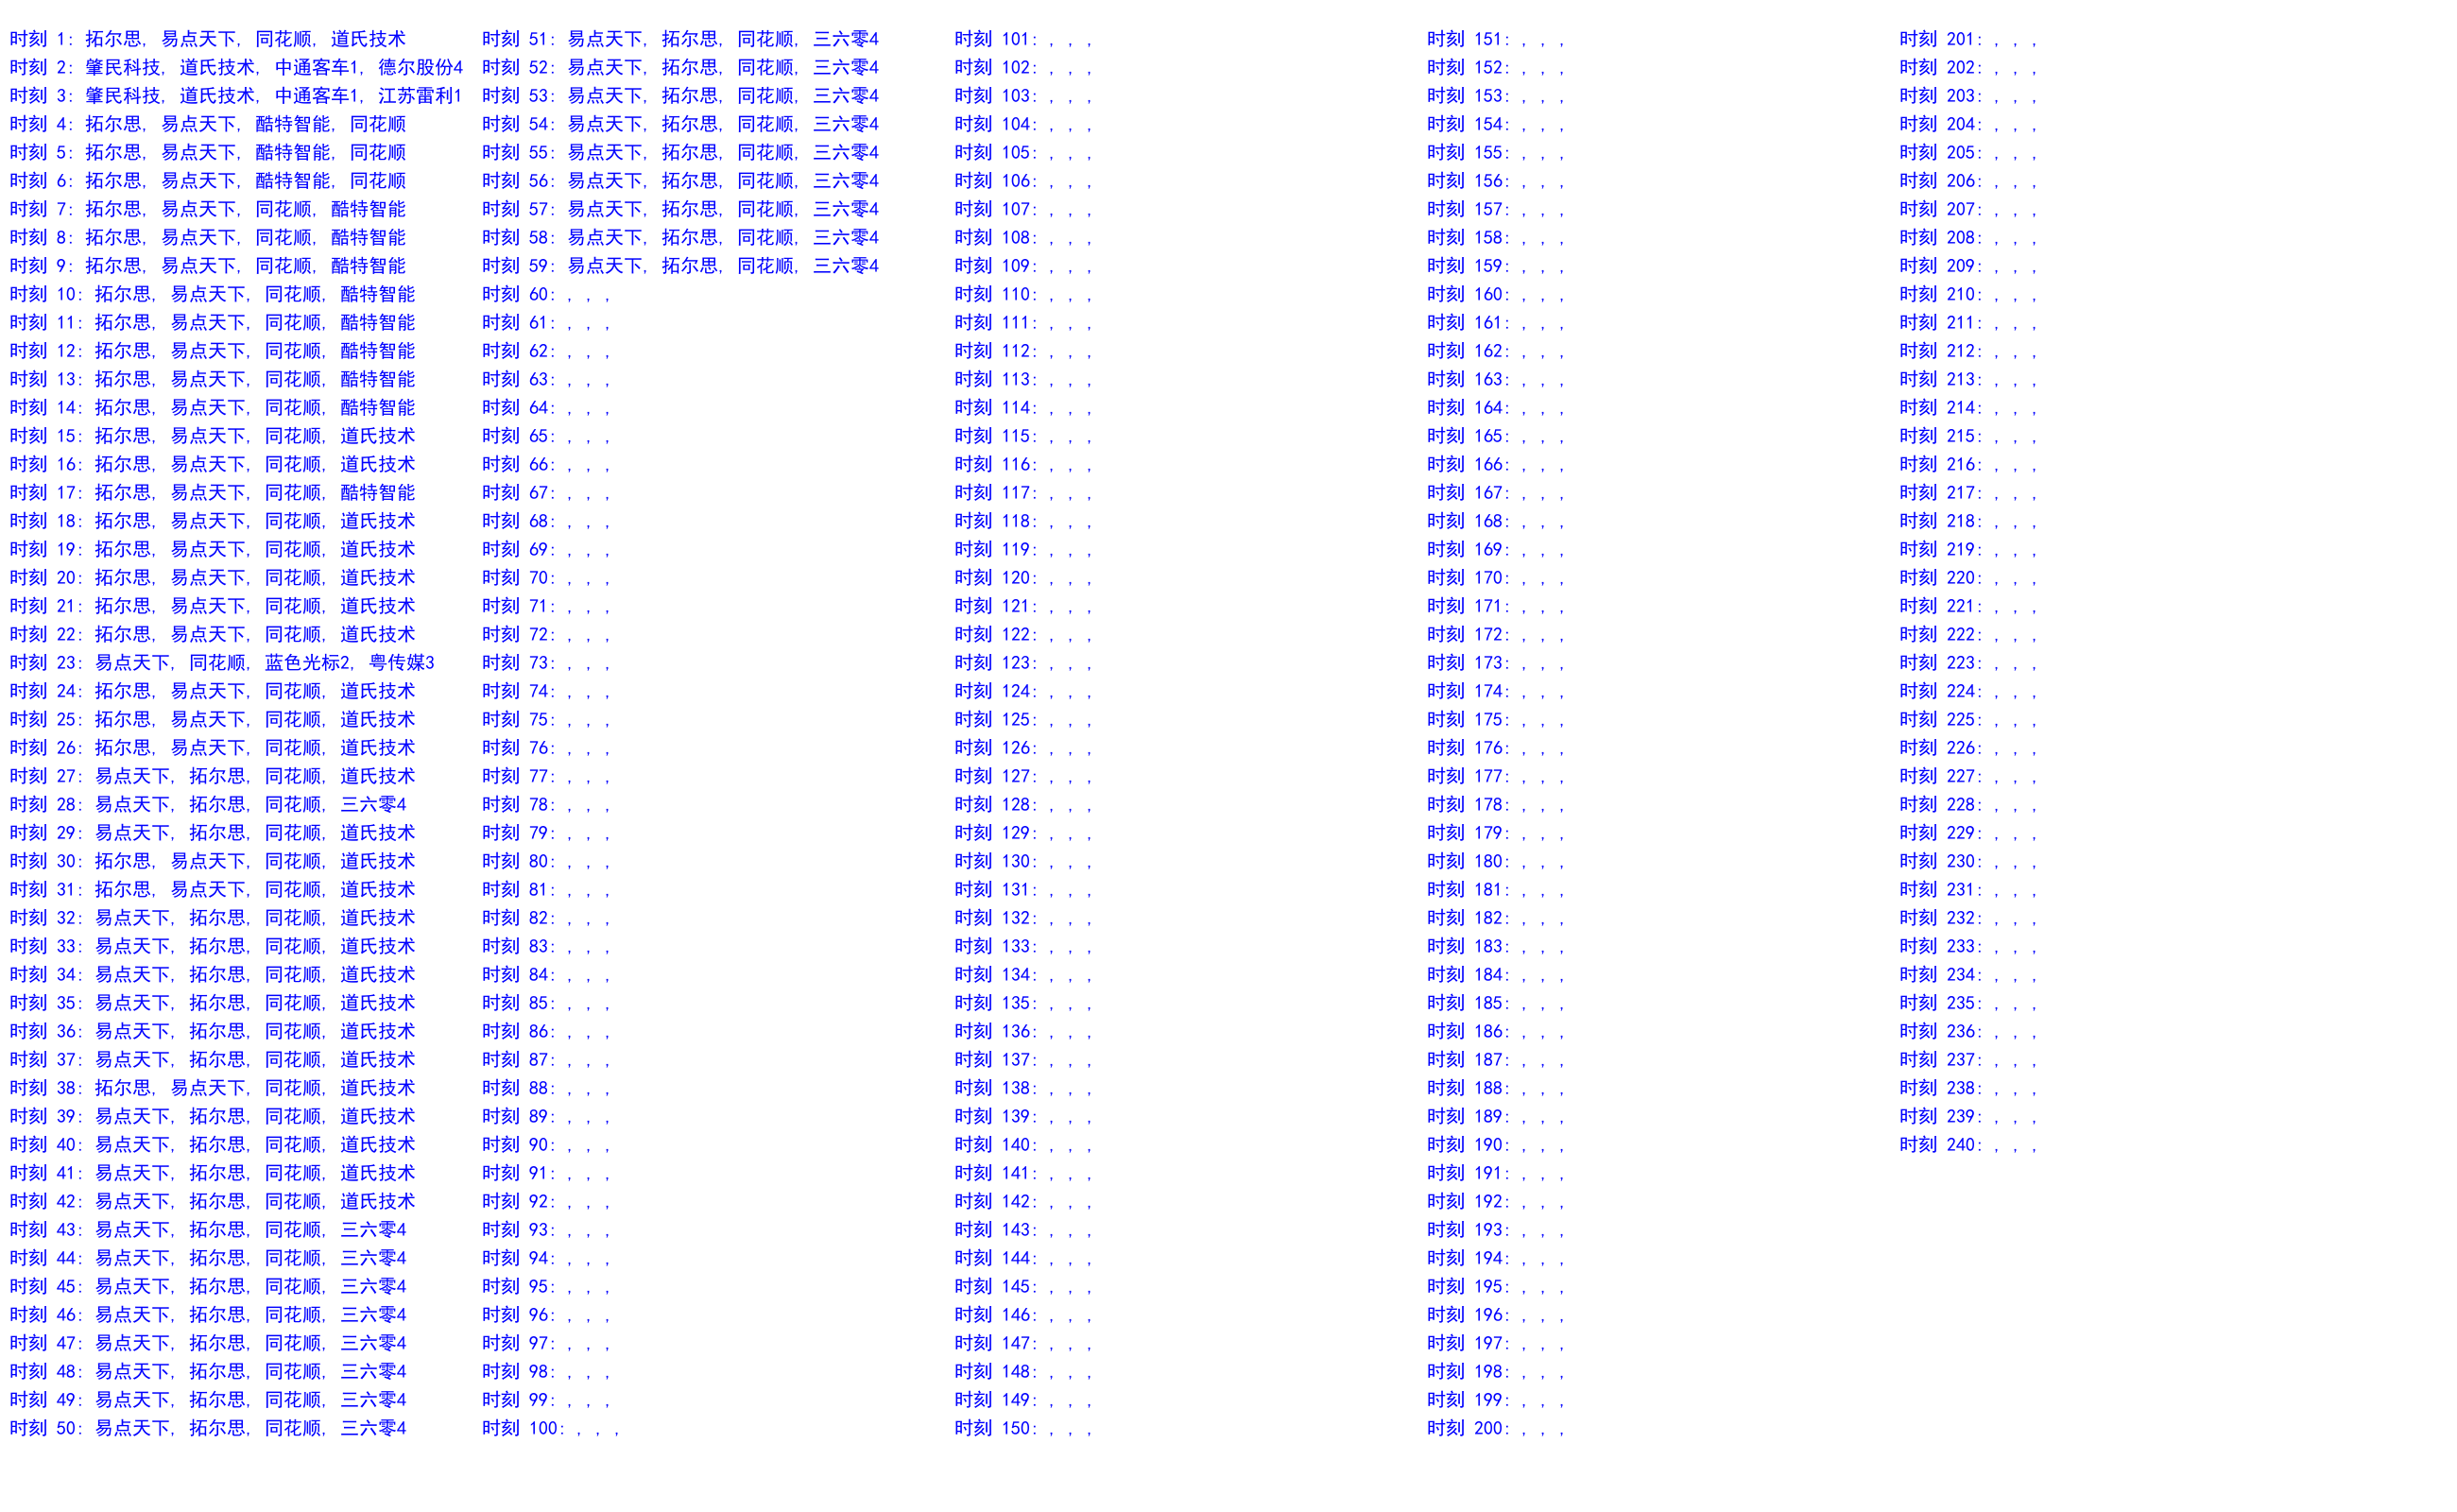 时刻 1: 拓尔思, 易点天下, 同花顺, 道氏技术
时刻 2: 肇民科技, 道氏技术, 中通客车1, 德尔股份4
时刻 3: 肇民科技, 道氏技术, 中通客车1, 江苏雷利1
时刻 4: 拓尔思, 易点天下, 酷特智能, 同花顺
时刻 5: 拓尔思, 易点天下, 酷特智能, 同花顺
时刻 6: 拓尔思, 易点天下, 酷特智能, 同花顺
时刻 7: 拓尔思, 易点天下, 同花顺, 酷特智能
时刻 8: 拓尔思, 易点天下, 同花顺, 酷特智能
时刻 9: 拓尔思, 易点天下, 同花顺, 酷特智能
时刻 10: 拓尔思, 易点天下, 同花顺, 酷特智能
时刻 11: 拓尔思, 易点天下, 同花顺, 酷特智能
时刻 12: 拓尔思, 易点天下, 同花顺, 酷特智能
时刻 13: 拓尔思, 易点天下, 同花顺, 酷特智能
时刻 14: 拓尔思, 易点天下, 同花顺, 酷特智能
时刻 15: 拓尔思, 易点天下, 同花顺, 道氏技术
时刻 16: 拓尔思, 易点天下, 同花顺, 道氏技术
时刻 17: 拓尔思, 易点天下, 同花顺, 酷特智能
时刻 18: 拓尔思, 易点天下, 同花顺, 道氏技术
时刻 19: 拓尔思, 易点天下, 同花顺, 道氏技术
时刻 20: 拓尔思, 易点天下, 同花顺, 道氏技术
时刻 21: 拓尔思, 易点天下, 同花顺, 道氏技术
时刻 22: 拓尔思, 易点天下, 同花顺, 道氏技术
时刻 23: 易点天下, 同花顺, 蓝色光标2, 粤传媒3
时刻 24: 拓尔思, 易点天下, 同花顺, 道氏技术
时刻 25: 拓尔思, 易点天下, 同花顺, 道氏技术
时刻 26: 拓尔思, 易点天下, 同花顺, 道氏技术
时刻 27: 易点天下, 拓尔思, 同花顺, 道氏技术
时刻 28: 易点天下, 拓尔思, 同花顺, 三六零4
时刻 29: 易点天下, 拓尔思, 同花顺, 道氏技术
时刻 30: 拓尔思, 易点天下, 同花顺, 道氏技术
时刻 31: 拓尔思, 易点天下, 同花顺, 道氏技术
时刻 32: 易点天下, 拓尔思, 同花顺, 道氏技术
时刻 33: 易点天下, 拓尔思, 同花顺, 道氏技术
时刻 34: 易点天下, 拓尔思, 同花顺, 道氏技术
时刻 35: 易点天下, 拓尔思, 同花顺, 道氏技术
时刻 36: 易点天下, 拓尔思, 同花顺, 道氏技术
时刻 37: 易点天下, 拓尔思, 同花顺, 道氏技术
时刻 38: 拓尔思, 易点天下, 同花顺, 道氏技术
时刻 39: 易点天下, 拓尔思, 同花顺, 道氏技术
时刻 40: 易点天下, 拓尔思, 同花顺, 道氏技术
时刻 41: 易点天下, 拓尔思, 同花顺, 道氏技术
时刻 42: 易点天下, 拓尔思, 同花顺, 道氏技术
时刻 43: 易点天下, 拓尔思, 同花顺, 三六零4
时刻 44: 易点天下, 拓尔思, 同花顺, 三六零4
时刻 45: 易点天下, 拓尔思, 同花顺, 三六零4
时刻 46: 易点天下, 拓尔思, 同花顺, 三六零4
时刻 47: 易点天下, 拓尔思, 同花顺, 三六零4
时刻 48: 易点天下, 拓尔思, 同花顺, 三六零4
时刻 49: 易点天下, 拓尔思, 同花顺, 三六零4
时刻 50: 易点天下, 拓尔思, 同花顺, 三六零4
时刻 51: 易点天下, 拓尔思, 同花顺, 三六零4
时刻 52: 易点天下, 拓尔思, 同花顺, 三六零4
时刻 53: 易点天下, 拓尔思, 同花顺, 三六零4
时刻 54: 易点天下, 拓尔思, 同花顺, 三六零4
时刻 55: 易点天下, 拓尔思, 同花顺, 三六零4
时刻 56: 易点天下, 拓尔思, 同花顺, 三六零4
时刻 57: 易点天下, 拓尔思, 同花顺, 三六零4
时刻 58: 易点天下, 拓尔思, 同花顺, 三六零4
时刻 59: 易点天下, 拓尔思, 同花顺, 三六零4
时刻 60: , , ,
时刻 61: , , ,
时刻 62: , , ,
时刻 63: , , ,
时刻 64: , , ,
时刻 65: , , ,
时刻 66: , , ,
时刻 67: , , ,
时刻 68: , , ,
时刻 69: , , ,
时刻 70: , , ,
时刻 71: , , ,
时刻 72: , , ,
时刻 73: , , ,
时刻 74: , , ,
时刻 75: , , ,
时刻 76: , , ,
时刻 77: , , ,
时刻 78: , , ,
时刻 79: , , ,
时刻 80: , , ,
时刻 81: , , ,
时刻 82: , , ,
时刻 83: , , ,
时刻 84: , , ,
时刻 85: , , ,
时刻 86: , , ,
时刻 87: , , ,
时刻 88: , , ,
时刻 89: , , ,
时刻 90: , , ,
时刻 91: , , ,
时刻 92: , , ,
时刻 93: , , ,
时刻 94: , , ,
时刻 95: , , ,
时刻 96: , , ,
时刻 97: , , ,
时刻 98: , , ,
时刻 99: , , ,
时刻 100: , , ,
时刻 101: , , ,
时刻 102: , , ,
时刻 103: , , ,
时刻 104: , , ,
时刻 105: , , ,
时刻 106: , , ,
时刻 107: , , ,
时刻 108: , , ,
时刻 109: , , ,
时刻 110: , , ,
时刻 111: , , ,
时刻 112: , , ,
时刻 113: , , ,
时刻 114: , , ,
时刻 115: , , ,
时刻 116: , , ,
时刻 117: , , ,
时刻 118: , , ,
时刻 119: , , ,
时刻 120: , , ,
时刻 121: , , ,
时刻 122: , , ,
时刻 123: , , ,
时刻 124: , , ,
时刻 125: , , ,
时刻 126: , , ,
时刻 127: , , ,
时刻 128: , , ,
时刻 129: , , ,
时刻 130: , , ,
时刻 131: , , ,
时刻 132: , , ,
时刻 133: , , ,
时刻 134: , , ,
时刻 135: , , ,
时刻 136: , , ,
时刻 137: , , ,
时刻 138: , , ,
时刻 139: , , ,
时刻 140: , , ,
时刻 141: , , ,
时刻 142: , , ,
时刻 143: , , ,
时刻 144: , , ,
时刻 145: , , ,
时刻 146: , , ,
时刻 147: , , ,
时刻 148: , , ,
时刻 149: , , ,
时刻 150: , , ,
时刻 151: , , ,
时刻 152: , , ,
时刻 153: , , ,
时刻 154: , , ,
时刻 155: , , ,
时刻 156: , , ,
时刻 157: , , ,
时刻 158: , , ,
时刻 159: , , ,
时刻 160: , , ,
时刻 161: , , ,
时刻 162: , , ,
时刻 163: , , ,
时刻 164: , , ,
时刻 165: , , ,
时刻 166: , , ,
时刻 167: , , ,
时刻 168: , , ,
时刻 169: , , ,
时刻 170: , , ,
时刻 171: , , ,
时刻 172: , , ,
时刻 173: , , ,
时刻 174: , , ,
时刻 175: , , ,
时刻 176: , , ,
时刻 177: , , ,
时刻 178: , , ,
时刻 179: , , ,
时刻 180: , , ,
时刻 181: , , ,
时刻 182: , , ,
时刻 183: , , ,
时刻 184: , , ,
时刻 185: , , ,
时刻 186: , , ,
时刻 187: , , ,
时刻 188: , , ,
时刻 189: , , ,
时刻 190: , , ,
时刻 191: , , ,
时刻 192: , , ,
时刻 193: , , ,
时刻 194: , , ,
时刻 195: , , ,
时刻 196: , , ,
时刻 197: , , ,
时刻 198: , , ,
时刻 199: , , ,
时刻 200: , , ,
时刻 201: , , ,
时刻 202: , , ,
时刻 203: , , ,
时刻 204: , , ,
时刻 205: , , ,
时刻 206: , , ,
时刻 207: , , ,
时刻 208: , , ,
时刻 209: , , ,
时刻 210: , , ,
时刻 211: , , ,
时刻 212: , , ,
时刻 213: , , ,
时刻 214: , , ,
时刻 215: , , ,
时刻 216: , , ,
时刻 217: , , ,
时刻 218: , , ,
时刻 219: , , ,
时刻 220: , , ,
时刻 221: , , ,
时刻 222: , , ,
时刻 223: , , ,
时刻 224: , , ,
时刻 225: , , ,
时刻 226: , , ,
时刻 227: , , ,
时刻 228: , , ,
时刻 229: , , ,
时刻 230: , , ,
时刻 231: , , ,
时刻 232: , , ,
时刻 233: , , ,
时刻 234: , , ,
时刻 235: , , ,
时刻 236: , , ,
时刻 237: , , ,
时刻 238: , , ,
时刻 239: , , ,
时刻 240: , , ,